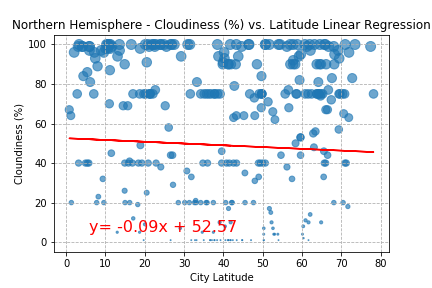 Northern Hemisphere - Cloudiness (%) vs. Latitude Linear Regression
100
80
60
40
20
0
Cloundiness (%)
y= -0.09x + 52.57
0 10 20 30 40 50 60 70 80
City Latitude